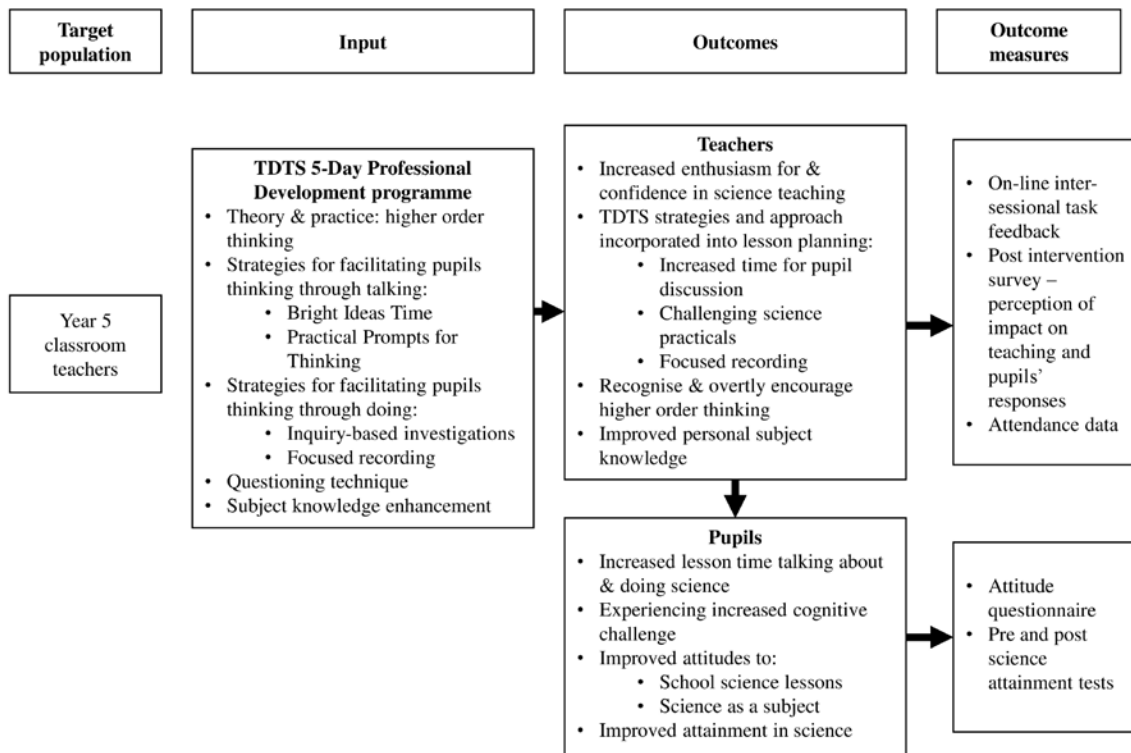 Target
population
Input
Outcomes
Outcome
measures
Year 5
classroom
teachers
TDTS 5-Day Professional
Development programme
• Theory & practice: higher order
thinking
• Strategies for facilitating pupils
thinking through talking:
• Bright Ideas Time
• Practical Prompts for
Thinking
• Strategies for facilitating pupils
thinking through doing:
• Inquiry-based investigations
• Focused recording
• Questioning technique
• Subject knowledge enhancement
Teachers
• Increased enthusiasm for &
confidence in science teaching
• TDTS strategies and approach
incorporated into lesson planning:
• Increased time for pupil
discussion
• Challenging science
practicals
• Focused recording
• Recognise & overtly encourage
higher order thinking
• Improved personal subject
knowledge
• On-line inter-
sessional task
feedback
• Post intervention
survey –
perception of
impact on
teaching and
pupils’
responses
• Attendance data
Pupils
• Increased lesson time talking about
& doing science
• Experiencing increased cognitive
challenge
• Improved attitudes to:
• School science lessons
• Science as a subject
• Improved attainment in science
• Attitude
questionnaire
• Pre and post
science
attainment tests